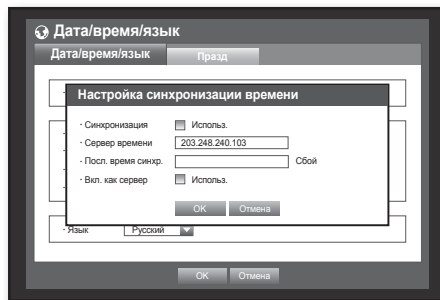 Дата/время/язык
Дата/время/язык Празд
Настройка синхронизации времени
· Синхронизация Использ.
· Сервер времени 203.248.240.103
· Посл. время синхр. Сбой
· Вкл. как сервер Использ.
OK Отмена
· Язык Русский
OK Отмена